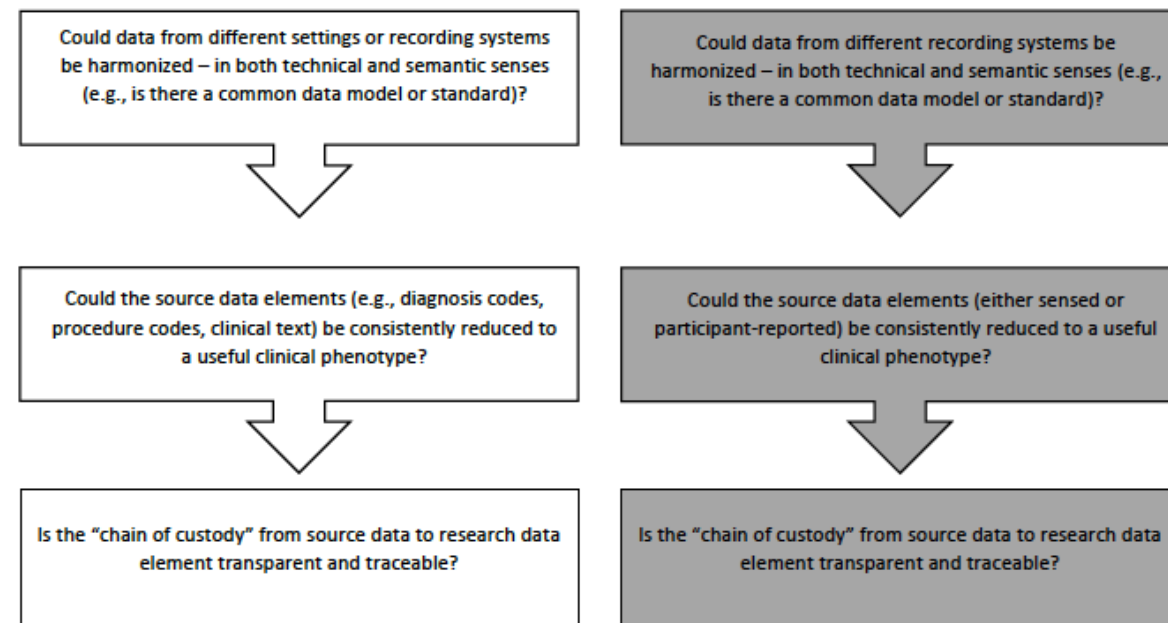 Could data from different settings or recording systems
be harmonized – in both technical and semantic senses
(e.g., is there a common data model or standard)?
Could data from different recording systems be
harmonized – in both technical and semantic senses (e.g.,
is there a common data model or standard)?
Could the source data elements (e.g., diagnosis codes,
procedure codes, clinical text) be consistently reduced to
a useful clinical phenotype?
Could the source data elements (either sensed or
participant-reported) be consistently reduced to a useful
clinical phenotype?
Is the “chain of custody” from source data to research data
element transparent and traceable?
Is the “chain of custody” from source data to research data
element transparent and traceable?